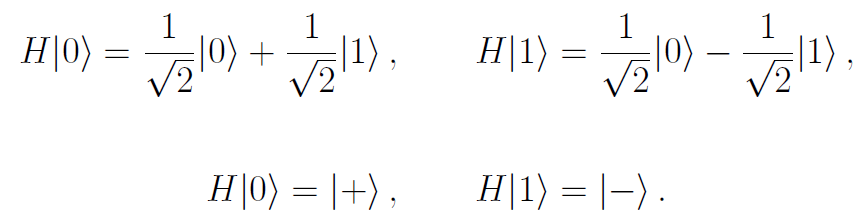 H|0⟩ = 1/√2 |0⟩ + 1/√2 |1⟩ , H|1⟩ = 1/√2 |0⟩ − 1/√2 |1⟩ ,
H|0⟩ = |+⟩ , H|1⟩ = |−⟩ .